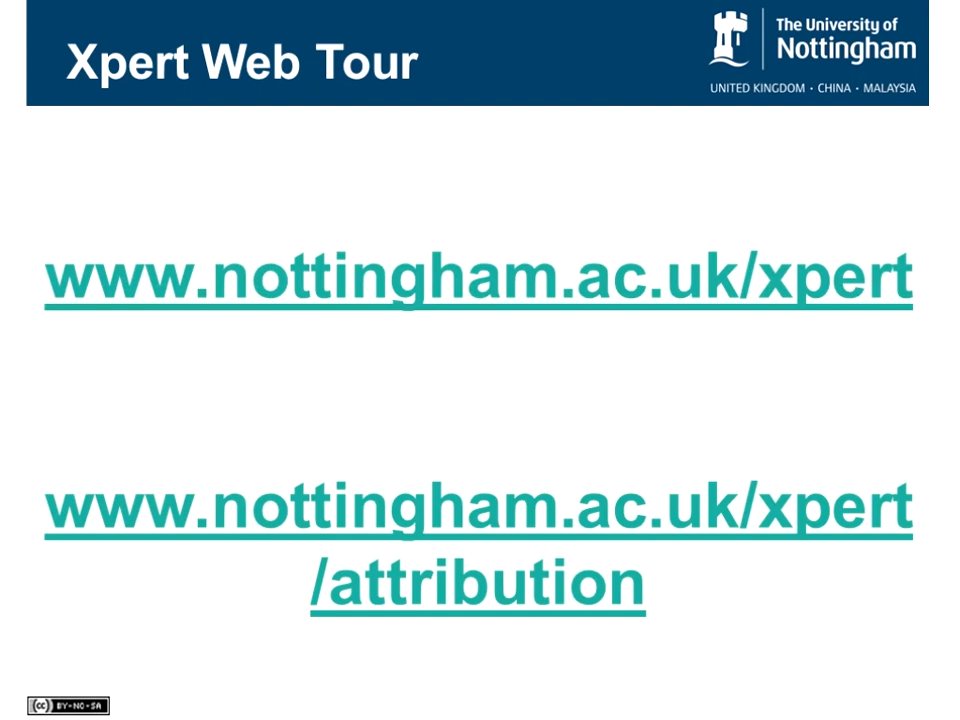 Xpert Web Tour
The University of
Nottingham
UNITED KINGDOM · CHINA · MALAYSIA
www.nottingham.ac.uk/xpert
www.nottingham.ac.uk/xpert
/attribution
(cc) BY-NC-SA